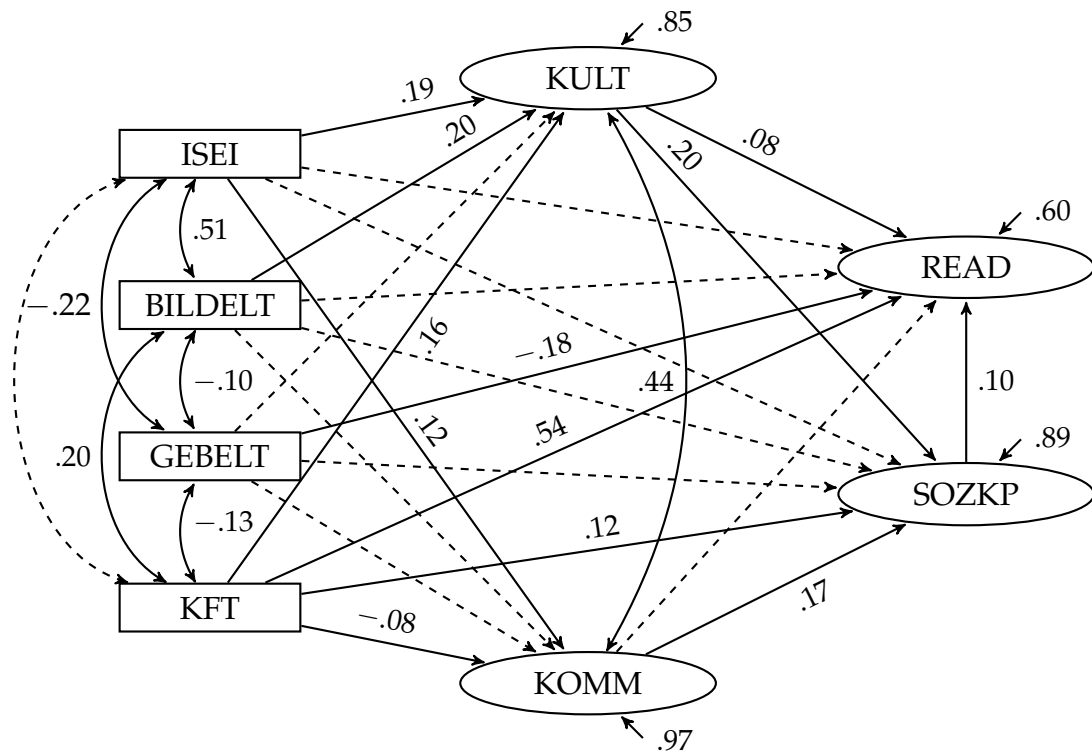 .85
KULT
.19
.20
ISEI
.08
.20
.60
.51
READ
BILDELT
−.22
.16
−.18
.44
−.10
.10
.12
.54
GEBELT
.20
.89
SOZKP
−.13
.12
KFT
−.08
.17
KOMM
.97